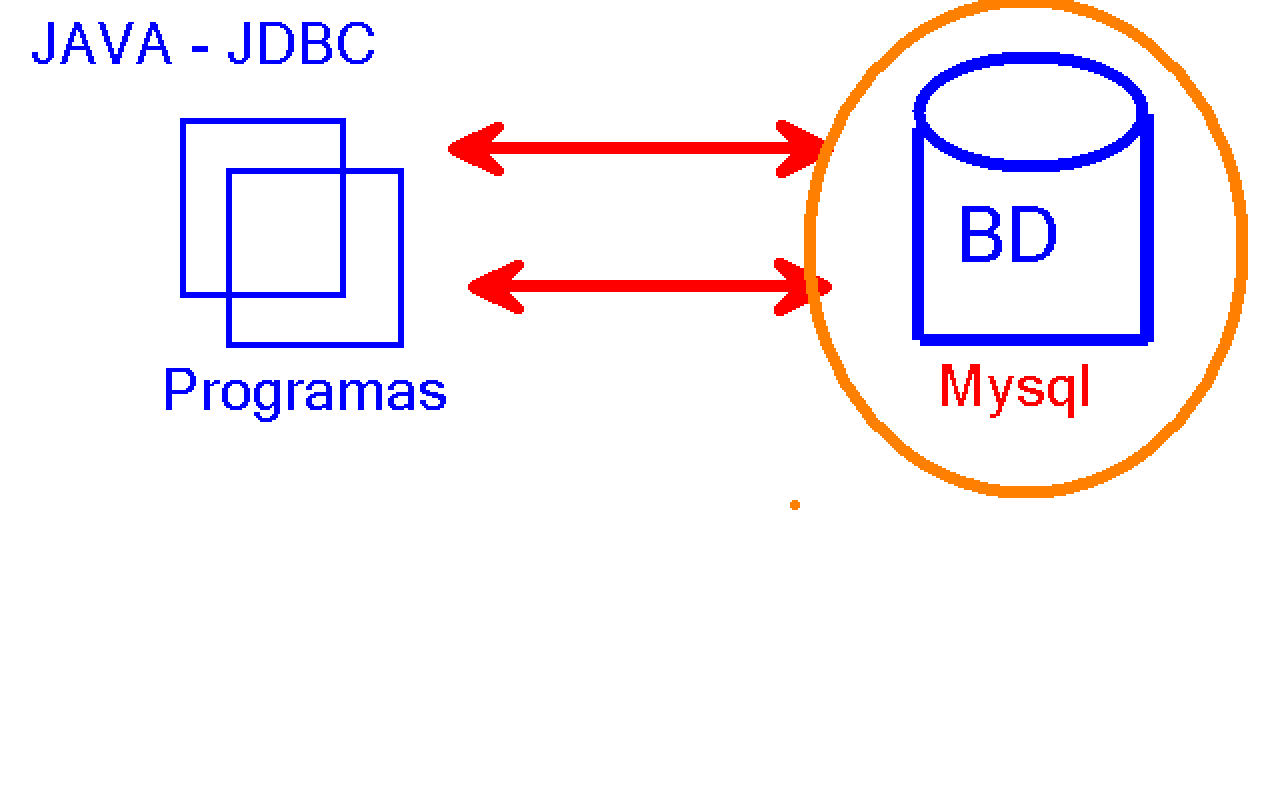 JAVA - JDBC
BD
Programas
Mysql